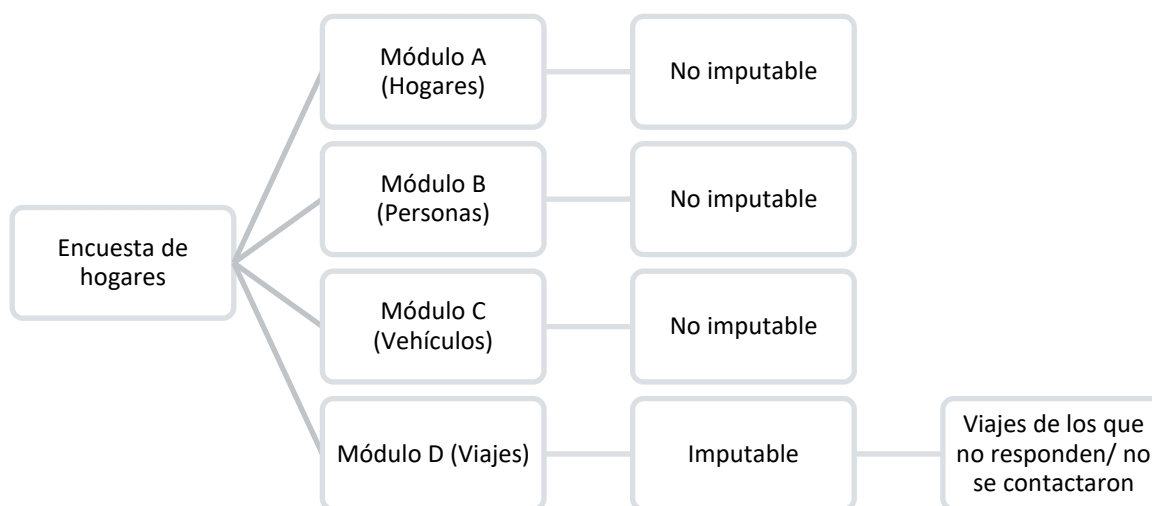 Encuesta de
hogares
Módulo A
(Hogares)
No imputable
Módulo B
(Personas)
No imputable
Módulo C
(Vehículos)
No imputable
Módulo D (Viajes)
Imputable
Viajes de los que
no responden/ no
se contactaron